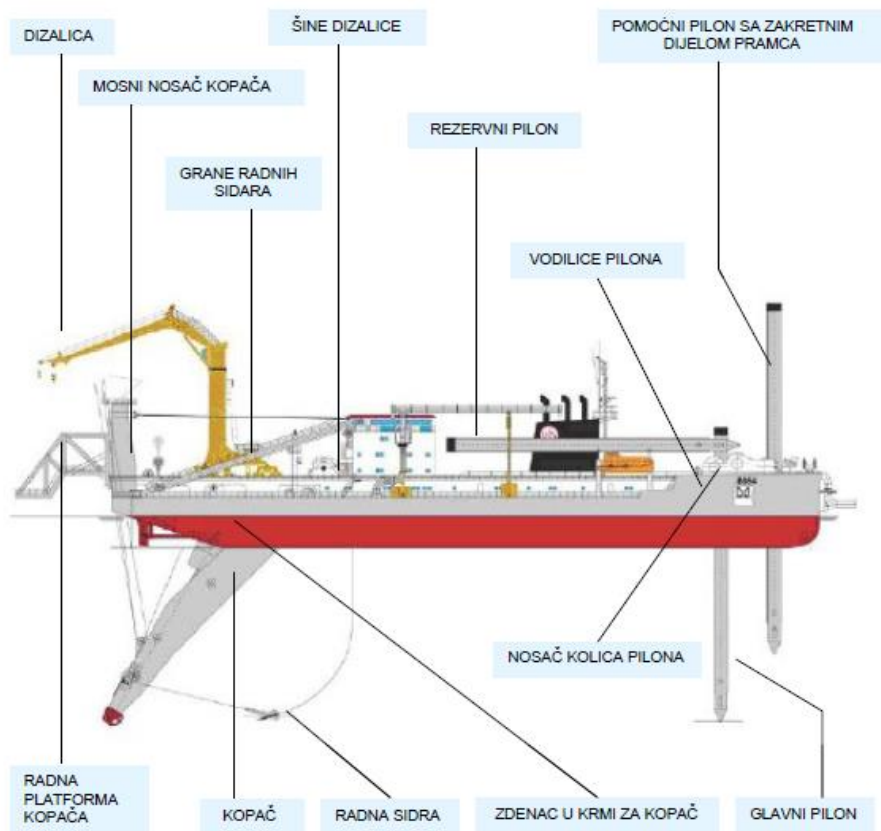 DIZALICA
ŠINE DIZALICE
POMOĆNI PILON SA ZAKRETNIM
DIJELOM PRAMCA
MOSNI NOSAČ KOPAČA
REZERVNI PILON
GRANE RADNIH
SIDARA
VODILICE PILONA
NOSAČ KOLICA PILONA
RADNA
PLATFORMA
KOPAČA
KOPAČ
RADNA SIDRA
ZDENAC U KRMI ZA KOPAČ
GLAVNI PILON